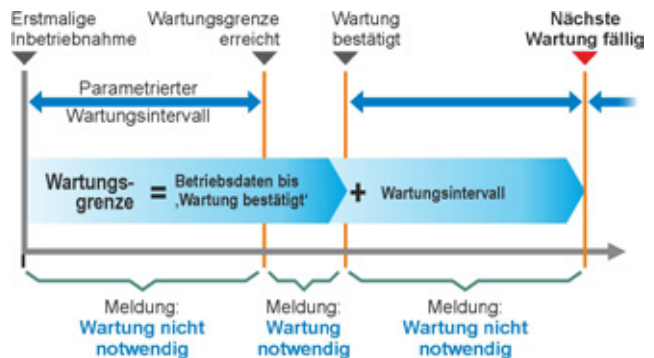 Erstmalige
Inbetriebnahme
Wartungsgrenze
erreicht
Wartung
bestätigt
Nächste
Wartung fällig
Parametrierter
Wartungsintervall
Wartungs-
grenze
=
Betriebsdaten bis
‚Wartung bestätigt‘
+
Wartungsintervall
Meldung:
Wartung nicht
notwendig
Meldung:
Wartung
notwendig
Meldung:
Wartung nicht
notwendig